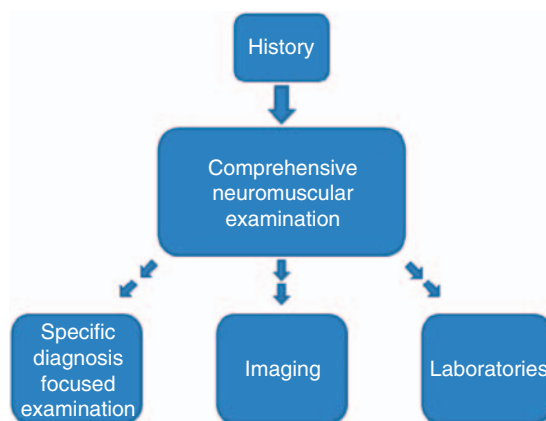 History
Comprehensive
neuromuscular
examination
Specific
diagnosis
focused
examination
Imaging
Laboratories